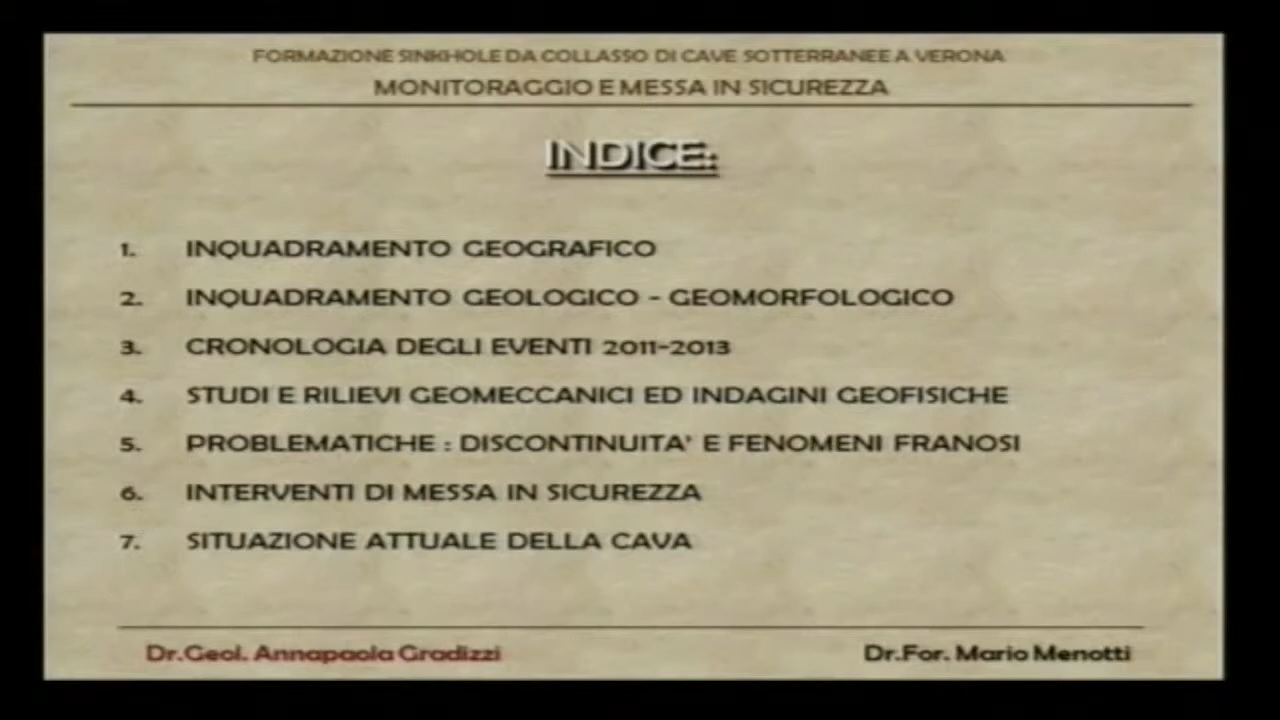 FORMAZIONE SINKHOLE DA COLLASSO DI CAVE SOTTERRANEE A VERONA
MONITORAGGIO E MESSA IN SICUREZZA
INDICE:
1. INQUADRAMENTO GEOGRAFICO
2. INQUADRAMENTO GEOLOGICO - GEOMORFOLOGICO
3. CRONOLOGIA DEGLI EVENTI 2011-2013
4. STUDI E RILIEVI GEOMECCANICI ED INDAGINI GEOFISICHE
5. PROBLEMATICHE : DISCONTINUITA' E FENOMENI FRANOSI
6. INTERVENTI DI MESSA IN SICUREZZA
7. SITUAZIONE ATTUALE DELLA CAVA
Dr.Geol. Annapaola Gradizzi
Dr.For. Mario Menotti